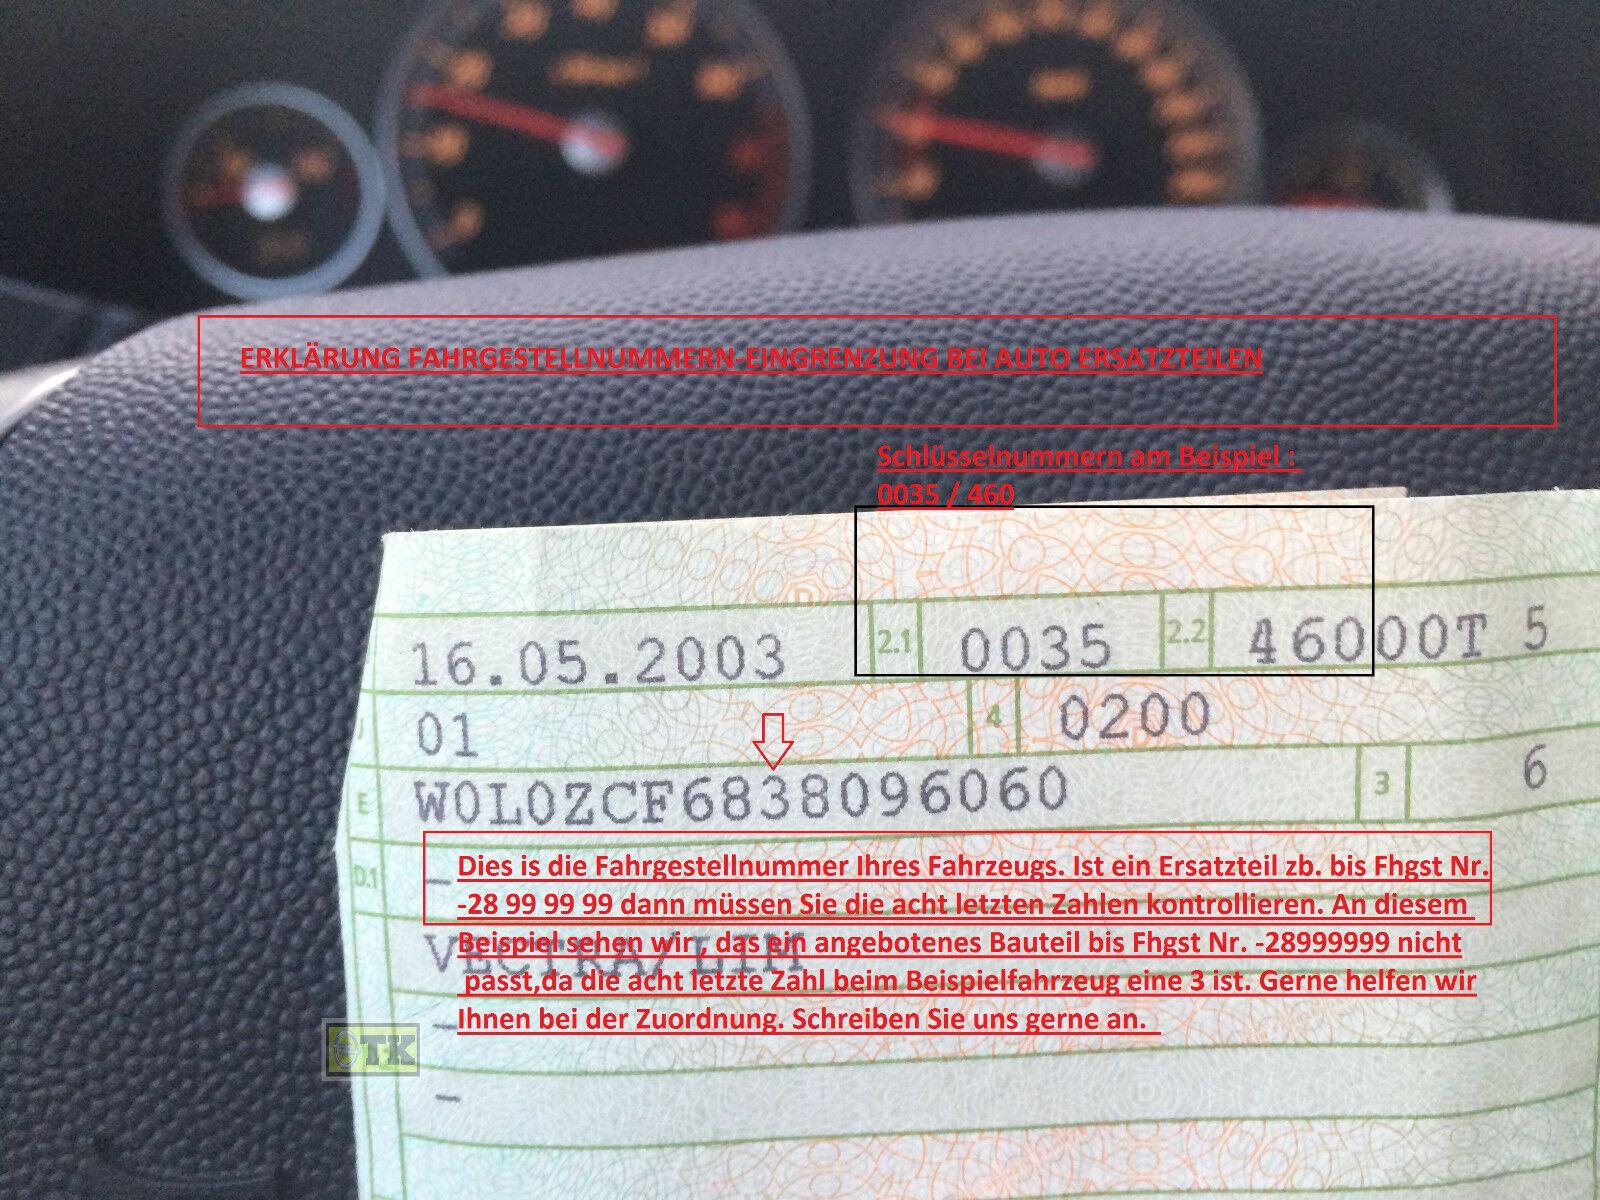 ERKLÄRUNG FAHRGESTELLNUMMERN-EINGRENZUNG BEI AUTO ERSATZTEILEN
Schlüsselnummern am Beispiel :
0035 / 460
16.05.2003 2.1 0035 2.2 46000T 5
01 4 0200
E W0L0ZCF6838096060 3 6
Dies is die Fahrgestellnummer Ihres Fahrzeugs. Ist ein Ersatzteil zb. bis Fhgst Nr.
D.1 -
-28 99 99 99 dann müssen Sie die acht letzten Zahlen kontrollieren. An diesem
Beispiel sehen wir, das ein angebotenes Bauteil bis Fhgst Nr. -28999999 nicht
VECTRA/LIM
passt,da die acht letzte Zahl beim Beispielfahrzeug eine 3 ist. Gerne helfen wir
Ihnen bei der Zuordnung. Schreiben Sie uns gerne an.
-
TK
-